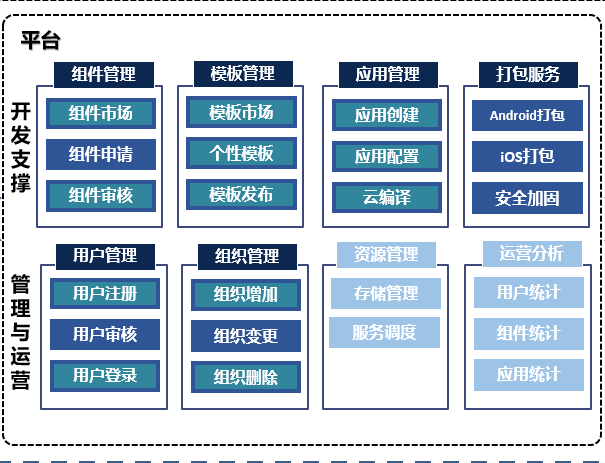 平台
开发支撑
组件管理
组件市场
组件申请
组件审核
模板管理
模板市场
个性模板
模板发布
应用管理
应用创建
应用配置
云编译
打包服务
Android打包
iOS打包
安全加固
管理与运营
用户管理
用户注册
用户审核
用户登录
组织管理
组织增加
组织变更
组织删除
资源管理
存储管理
服务调度
运营分析
用户统计
组件统计
应用统计